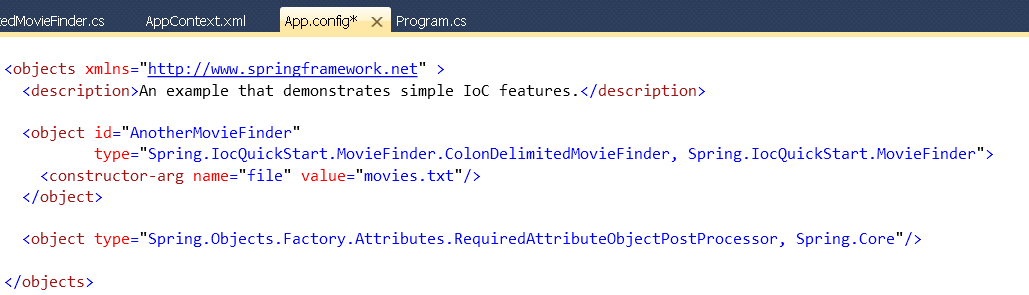 tedMovieFinder.cs AppContext.xml App.config* Program.cs
<objects xmlns="http://www.springframework.net" >
<description>An example that demonstrates simple IoC features.</description>
<object id="AnotherMovieFinder"
type="Spring.IocQuickStart.MovieFinder.ColonDelimitedMovieFinder, Spring.IocQuickStart.MovieFinder">
<constructor-arg name="file" value="movies.txt"/>
</object>
<object type="Spring.Objects.Factory.Attributes.RequiredAttributeObjectPostProcessor, Spring.Core"/>
</objects>